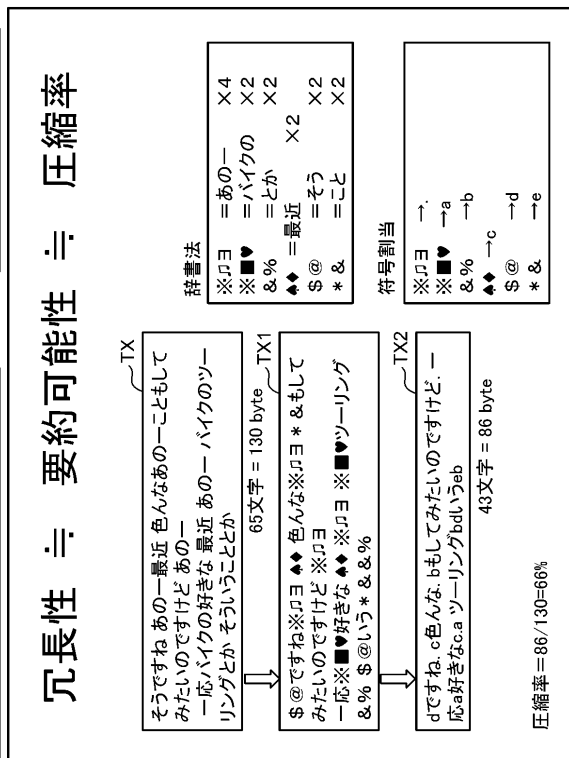 冗長性 ≒ 要約可能性 ≒ 圧縮率
TX
そうですね あの一最近 色んなあの一こともして
みたいのですけど あの一
一応バイクの好きな 最近 あの一 バイクのツー
リングとか そういうこととか
65文字 = 130 byte
TX1
$@ですね※♫ヨ ♠♦ 色んな※♫ヨ *&もして
みたいのですけど ※♫ヨ
一応※■♥好きな ♠♦ ※♫ヨ ※■♥ツーリング
&% $@いう*& &%
TX2
dですね. c色んな. bもしてみたいのですけど. 一
応a好きなc.a ツーリングbdいうeb
43文字 = 86 byte
圧縮率=86/130=66%
辞書法
※♫ヨ =あの一 ×4
※■♥ =バイクの ×2
&% =とか ×2
♠♦ =最近 ×2
$@ =そう ×2
*& =こと ×2
符号割当
※♫ヨ →.
※■♥ →a
&% →b
♠♦ →c
$@ →d
*& →e